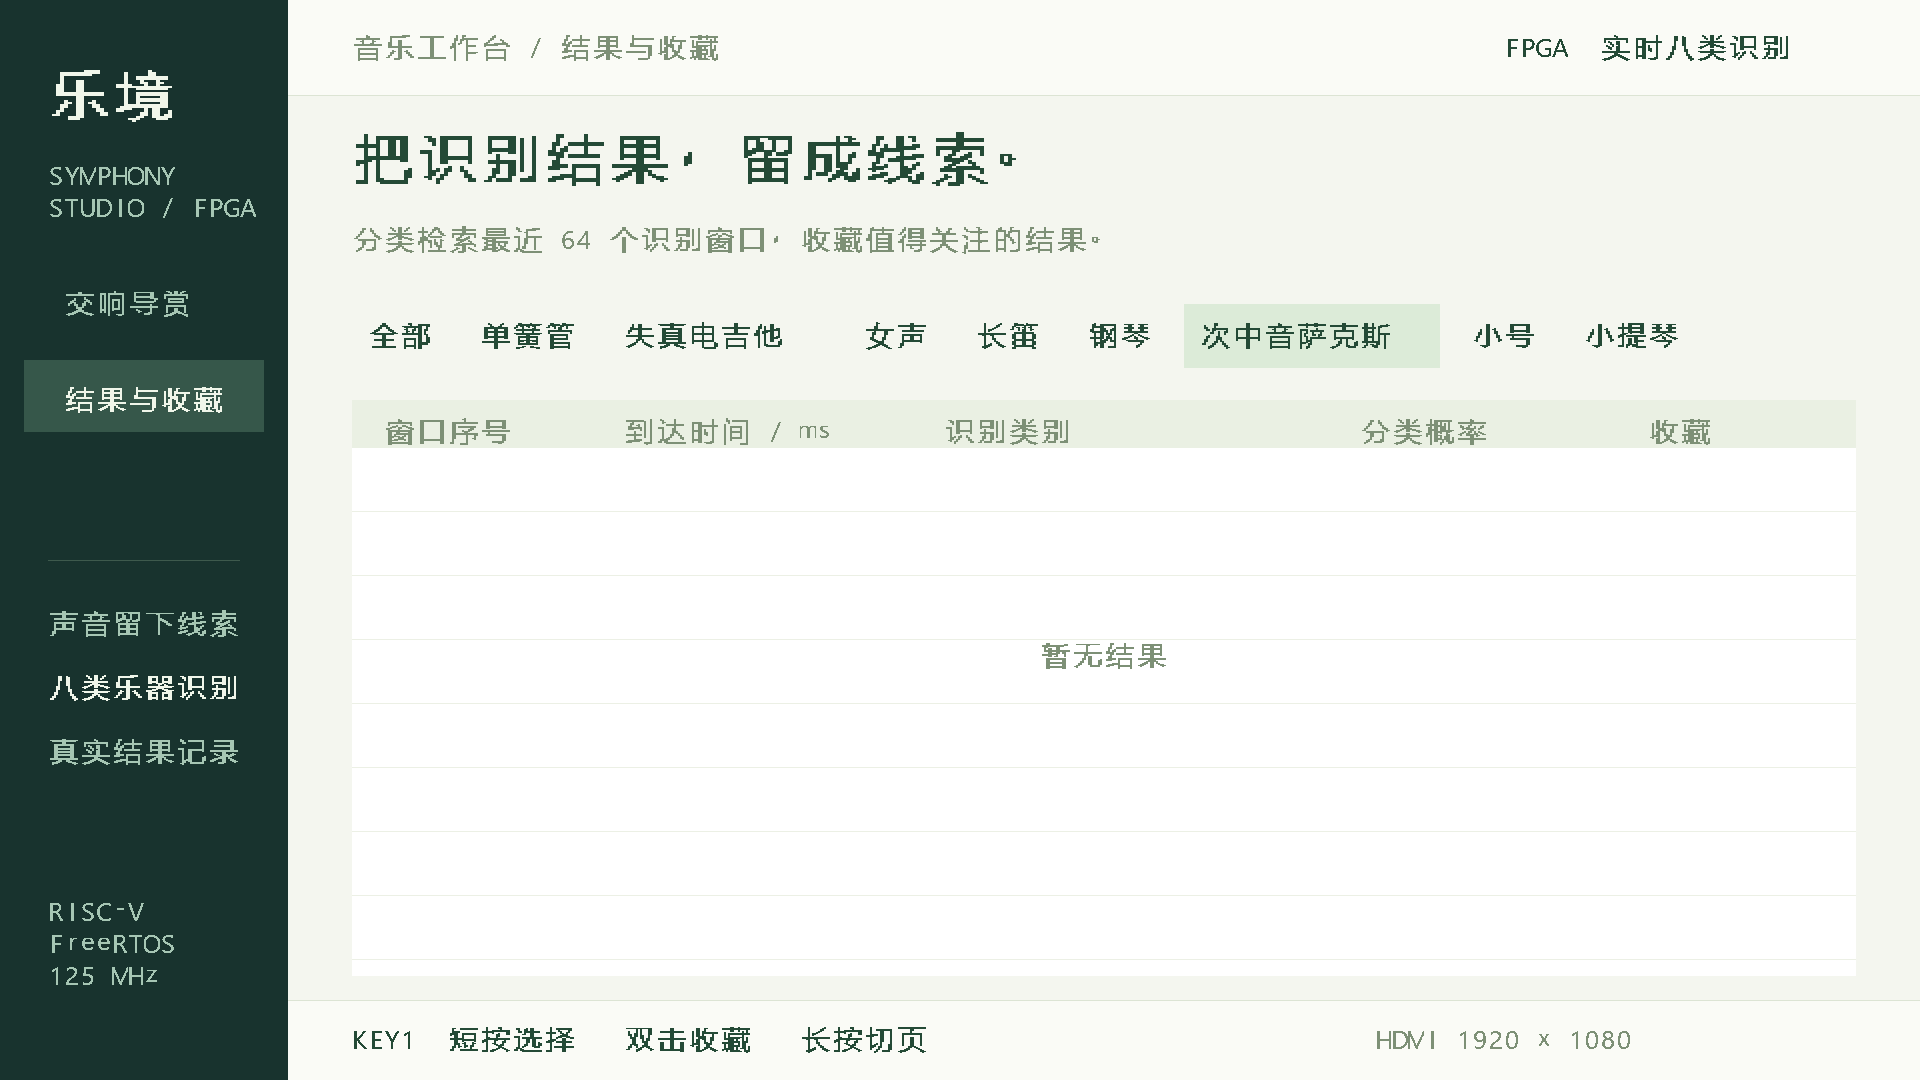 乐境
SYMPHONY
STUDIO / FPGA
交响导赏
结果与收藏
声音留下线索
八类乐器识别
真实结果记录
RISC-V
FreeRTOS
125 MHz
音乐工作台 / 结果与收藏
FPGA 实时八类识别
把识别结果，留成线索。
分类检索最近 64 个识别窗口，收藏值得关注的结果。
全部 单簧管 失真电吉他 女声 长笛 钢琴 次中音萨克斯 小号 小提琴
窗口序号 到达时间 / ms 识别类别 分类概率 收藏
暂无结果
KEY1 短按选择 双击收藏 长按切页
HDMI 1920 x 1080